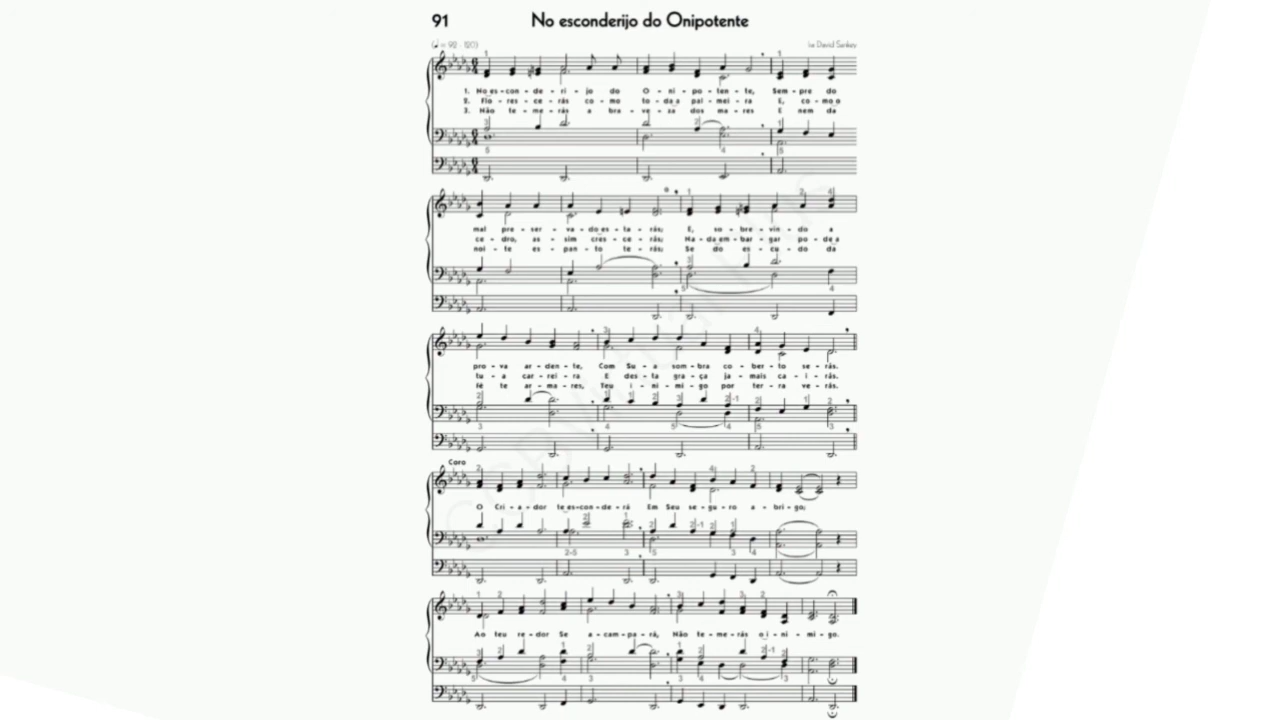 91 No esconderijo do Onipotente
(♩ = 92 - 120) Ira David Sankey
1. No es-con - de - ri - jo do O - ni - po - ten - te, Sem - pre do
2. Flo - res - ce - rás co - mo to - da a pal - mei - ra E, co - mo o
3. Não te - me - rás a bra - ve - za dos ma - res E nem da
mal pre - ser - va - do es - ta - rás; E, so - bre - vin - do a
ce - dro, as - sim cres - ce - rás; Na - da em - bar - gar po - de a
noi - te es - pan - to te - rás; Se do es - cu - do da
pro - va ar - den - te, Com Su - a som - bra co - ber - to se - rás.
tu - a car - rei - ra E des - ta gra - ça ja - mais ca - i - rás.
fé te ar - ma - res, Teu i - ni - mi - go por ter - ra ve - rás.
Coro
O Cri - a - dor te es - con - de - rá Em Seu se - gu - ro a - bri - go;
Ao teu re - dor Se a - cam - pa - rá, Não te - me - rás o i - ni - mi - go.